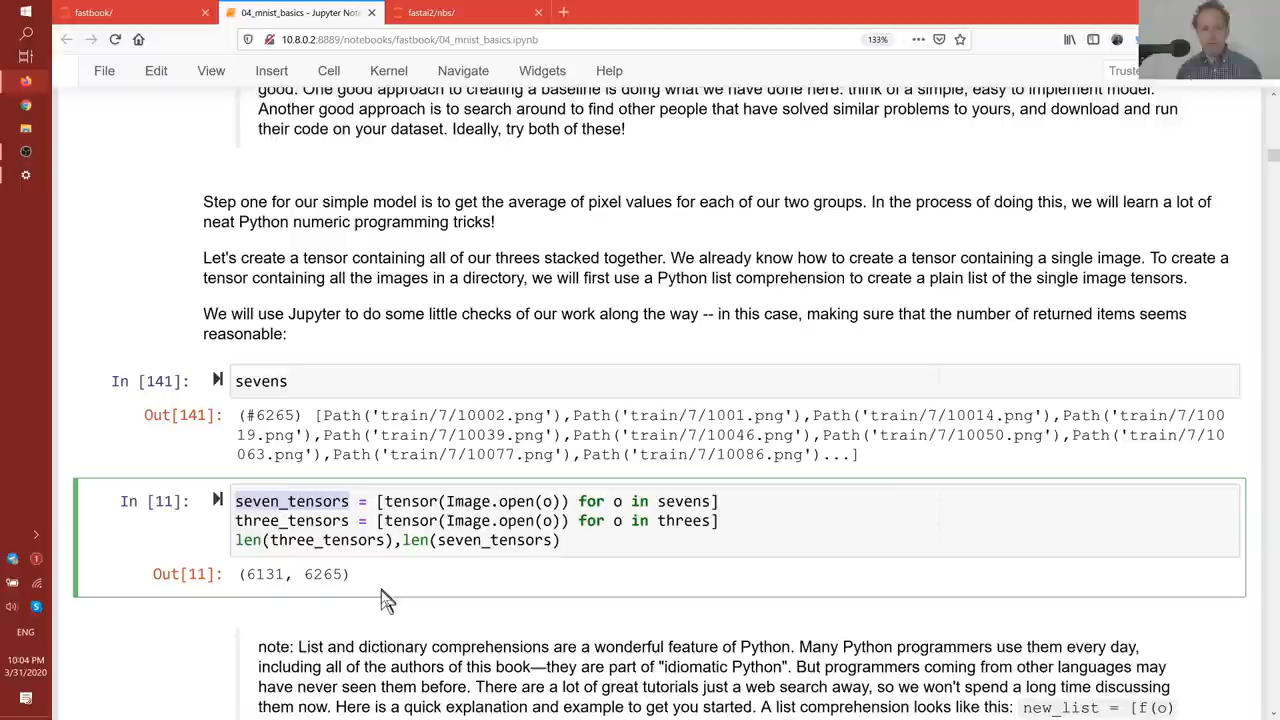 fastbook/
04_mnist_basics - Jupyter Not
fastai2/nbs/
10.8.0.2:8889/notebooks/fastbook/04_mnist_basics.ipynb
133%
File Edit View Insert Cell Kernel Navigate Widgets Help
Truste
good. One good approach to creating a baseline is doing what we have done here: think of a simple, easy to implement model.
Another good approach is to search around to find other people that have solved similar problems to yours, and download and run
their code on your dataset. Ideally, try both of these!
Step one for our simple model is to get the average of pixel values for each of our two groups. In the process of doing this, we will learn a lot of
neat Python numeric programming tricks!
Let's create a tensor containing all of our threes stacked together. We already know how to create a tensor containing a single image. To create a
tensor containing all the images in a directory, we will first use a Python list comprehension to create a plain list of the single image tensors.
We will use Jupyter to do some little checks of our work along the way -- in this case, making sure that the number of returned items seems
reasonable:
In [141]: sevens
Out[141]: (#6265) [Path('train/7/10002.png'),Path('train/7/1001.png'),Path('train/7/10014.png'),Path('train/7/100
19.png'),Path('train/7/10039.png'),Path('train/7/10046.png'),Path('train/7/10050.png'),Path('train/7/10
063.png'),Path('train/7/10077.png'),Path('train/7/10086.png')...]
In [11]: seven_tensors = [tensor(Image.open(o)) for o in sevens]
three_tensors = [tensor(Image.open(o)) for o in threes]
len(three_tensors),len(seven_tensors)
Out[11]: (6131, 6265)
note: List and dictionary comprehensions are a wonderful feature of Python. Many Python programmers use them every day,
including all of the authors of this book—they are part of "idiomatic Python". But programmers coming from other languages may
have never seen them before. There are a lot of great tutorials just a web search away, so we won't spend a long time discussing
them now. Here is a quick explanation and example to get you started. A list comprehension looks like this: new_list = [f(o)
ENG
10:04 PM
3/31/2020